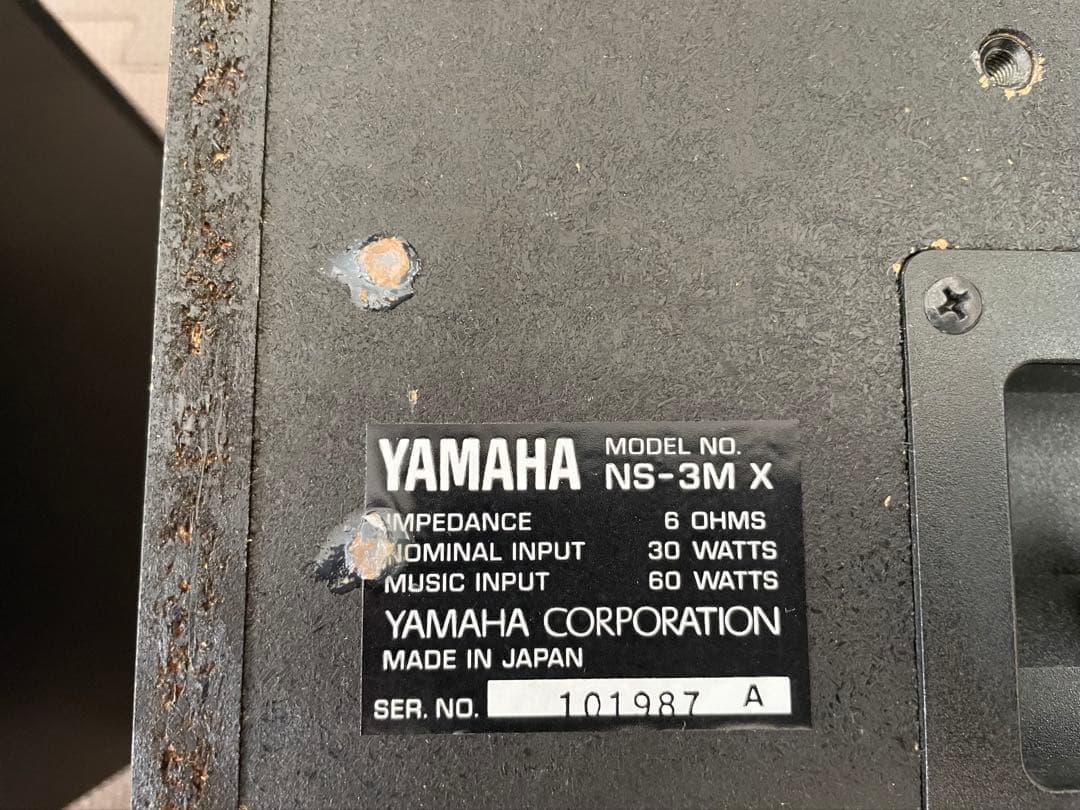 YAMAHA MODEL NO.
NS-3M X
IMPEDANCE 6 OHMS
NOMINAL INPUT 30 WATTS
MUSIC INPUT 60 WATTS
YAMAHA CORPORATION
MADE IN JAPAN
SER. NO. 101987 A